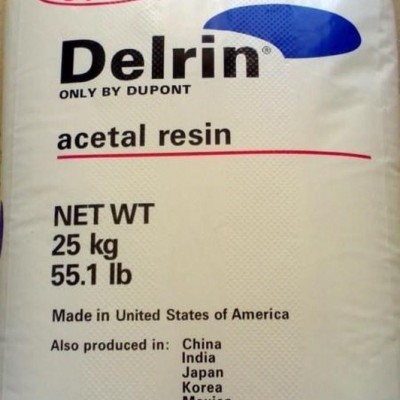 Delrin®
ONLY BY DUPONT
acetal resin
NET WT
25 kg
55.1 lb
Made in United States of America
Also produced in: China
India
Japan
Korea
Mexico